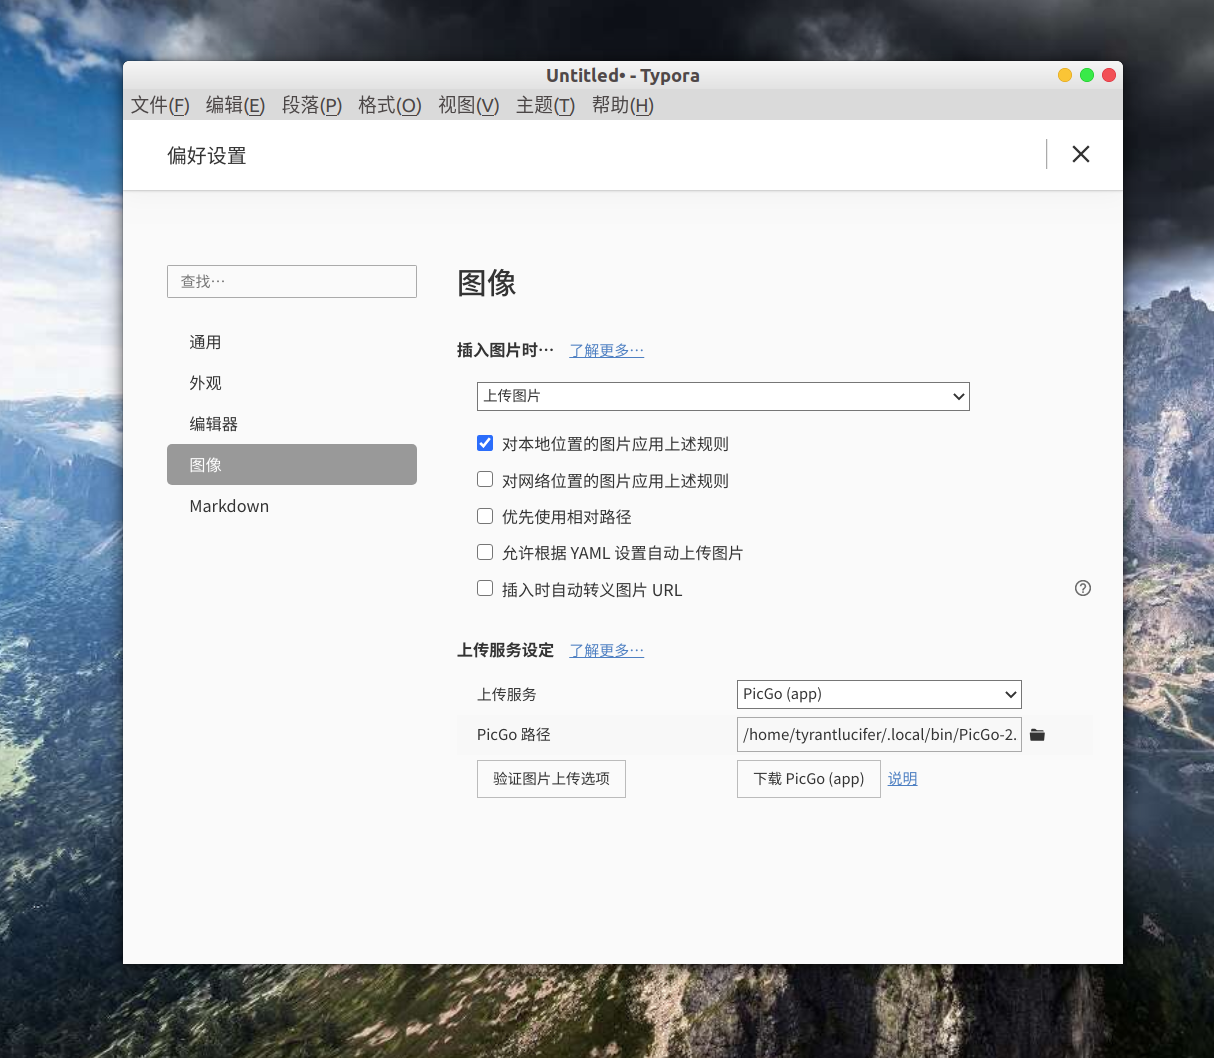 Untitled• - Typora
文件(F) 编辑(E) 段落(P) 格式(O) 视图(V) 主题(T) 帮助(H)
偏好设置
查找…
通用
外观
编辑器
图像
Markdown
图像
插入图片时… 了解更多…
上传图片
对本地位置的图片应用上述规则
对网络位置的图片应用上述规则
优先使用相对路径
允许根据 YAML 设置自动上传图片
插入时自动转义图片 URL
上传服务设定 了解更多…
上传服务 PicGo (app)
PicGo 路径 /home/tyrantlucifer/.local/bin/PicGo-2.
验证图片上传选项 下载 PicGo (app) 说明